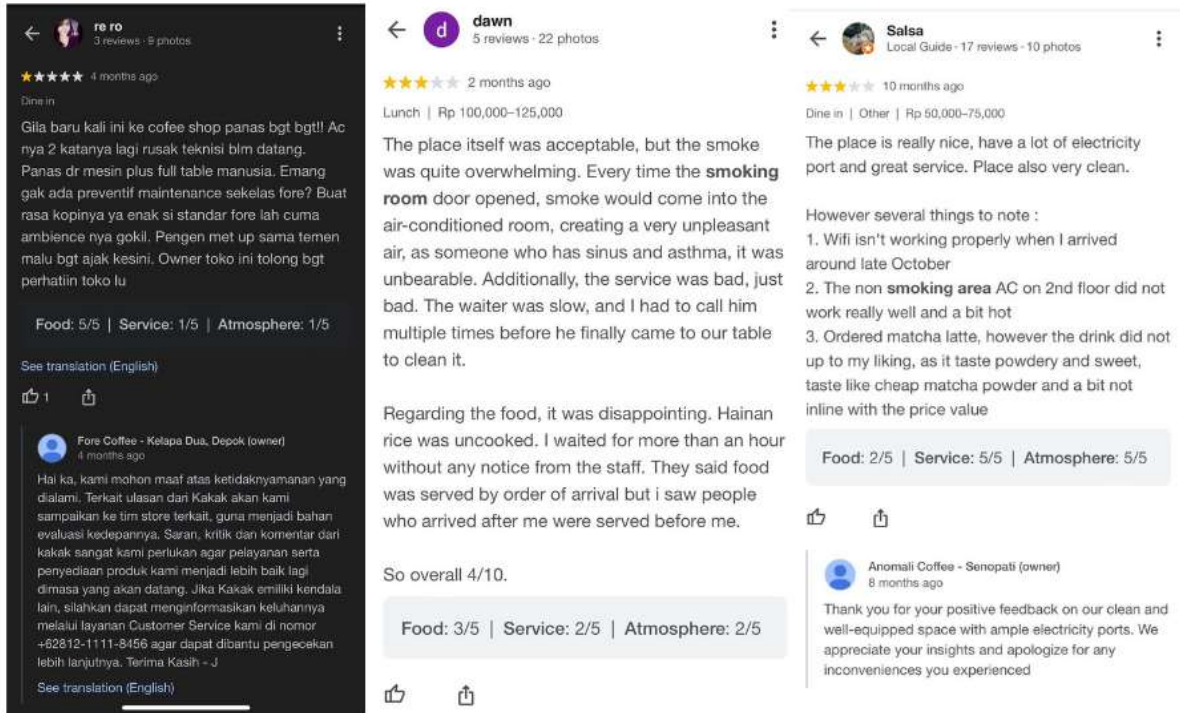 re ro
3 reviews · 9 photos
4 months ago
Dine in
Gila baru kali ini ke cofee shop panas bgt bgt!! Ac
nya 2 katanya lagi rusak teknisi blm datang.
Panas dr mesin plus full table manusia. Emang
gak ada preventif maintenance sekelas fore? Buat
rasa kopinya ya enak si standar fore lah cuma
ambience nya gokil. Pengen met up sama temen
malu bgt ajak kesini. Owner toko ini tolong bgt
perhatiin toko lu
Food: 5/5 | Service: 1/5 | Atmosphere: 1/5
See translation (English)
1
Fore Coffee - Kelapa Dua, Depok (owner)
4 months ago
Hai ka, kami mohon maaf atas ketidaknyamanan yang
dialami. Terkait ulasan dari Kakak akan kami
sampaikan ke tim store terkait, guna menjadi bahan
evaluasi kedepannya. Saran, kritik dan komentar dari
kakak sangat kami perlukan agar pelayanan serta
penyediaan produk kami menjadi lebih baik lagi
dimasa yang akan datang. Jika Kakak emiliki kendala
lain, silahkan dapat menginformasikan keluhannya
melalui layanan Customer Service kami di nomor
+62812-1111-8456 agar dapat dibantu pengecekan
lebih lanjutnya. Terima Kasih - J
See translation (English)
d
dawn
5 reviews · 22 photos
2 months ago
Lunch | Rp 100,000–125,000
The place itself was acceptable, but the smoke
was quite overwhelming. Every time the smoking
room door opened, smoke would come into the
air-conditioned room, creating a very unpleasant
air, as someone who has sinus and asthma, it was
unbearable. Additionally, the service was bad, just
bad. The waiter was slow, and I had to call him
multiple times before he finally came to our table
to clean it.
Regarding the food, it was disappointing. Hainan
rice was uncooked. I waited for more than an hour
without any notice from the staff. They said food
was served by order of arrival but i saw people
who arrived after me were served before me.
So overall 4/10.
Food: 3/5 | Service: 2/5 | Atmosphere: 2/5
Salsa
Local Guide · 17 reviews · 10 photos
10 months ago
Dine in | Other | Rp 50,000–75,000
The place is really nice, have a lot of electricity
port and great service. Place also very clean.
However several things to note :
1. Wifi isn't working properly when I arrived
around late October
2. The non smoking area AC on 2nd floor did not
work really well and a bit hot
3. Ordered matcha latte, however the drink did not
up to my liking, as it taste powdery and sweet,
taste like cheap matcha powder and a bit not
inline with the price value
Food: 2/5 | Service: 5/5 | Atmosphere: 5/5
Anomali Coffee - Senopati (owner)
8 months ago
Thank you for your positive feedback on our clean and
well-equipped space with ample electricity ports. We
appreciate your insights and apologize for any
inconveniences you experienced